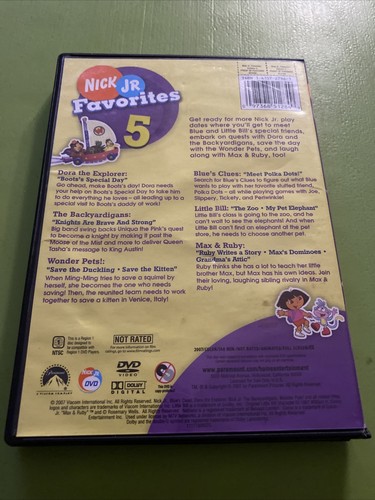 NICK JR
Favorites
5
Get ready for more Nick Jr. play
dates where you'll get to meet
Blue and Little Bill's special friends,
embark on quests with Dora and
the Backyardigans, save the day
with the Wonder Pets, and laugh
along with Max & Ruby, too!
Dora the Explorer:
"Boots's Special Day"
Go ahead, make Boots's day! Dora needs
your help on Boots's Special Day to take him
to do everything he loves – all leading up to a
special visit to Boots's daddy at work!
The Backyardigans:
"Knights Are Brave And Strong"
Big band swing backs Uniqua the Pink's quest
to become a knight by making it past the
Mooze of the Mist and more to deliver Queen
Tasha's message to King Austin!
Wonder Pets!:
"Save the Duckling • Save the Kitten"
When Ming-Ming tries to save a squirrel by
herself, she becomes the one who needs
saving! Then, the reunited team needs to work
together to save a kitten in Venice, Italy!
Blue's Clues: "Meet Polka Dots!"
Search for Blue's Clues to figure out what Blue
wants to play with her favorite stuffed friend,
Polka Dots – all while playing games with Joe,
Slippery, Tickety, and Periwinkle!
Little Bill: "The Zoo • My Pet Elephant"
Little Bill's class is going to the zoo, and he
can't wait to see the elephants! And when
Little Bill can't find an elephant at the pet
store, he needs to choose another pet.
Max & Ruby:
"Ruby Writes a Story • Max's Dominoes •
Grandma's Attic"
Ruby thinks she has a lot to teach her little
brother Max, but Max has his own ideas. Join
their loving, laughing sibling rivalry in Max &
Ruby!
NTSC
NOT RATED
NICK JR DVD
DVD
VIDEO
DOLBY
DIGITAL
www.paramount.com/homeentertainment
© 2007 Viacom International Inc.